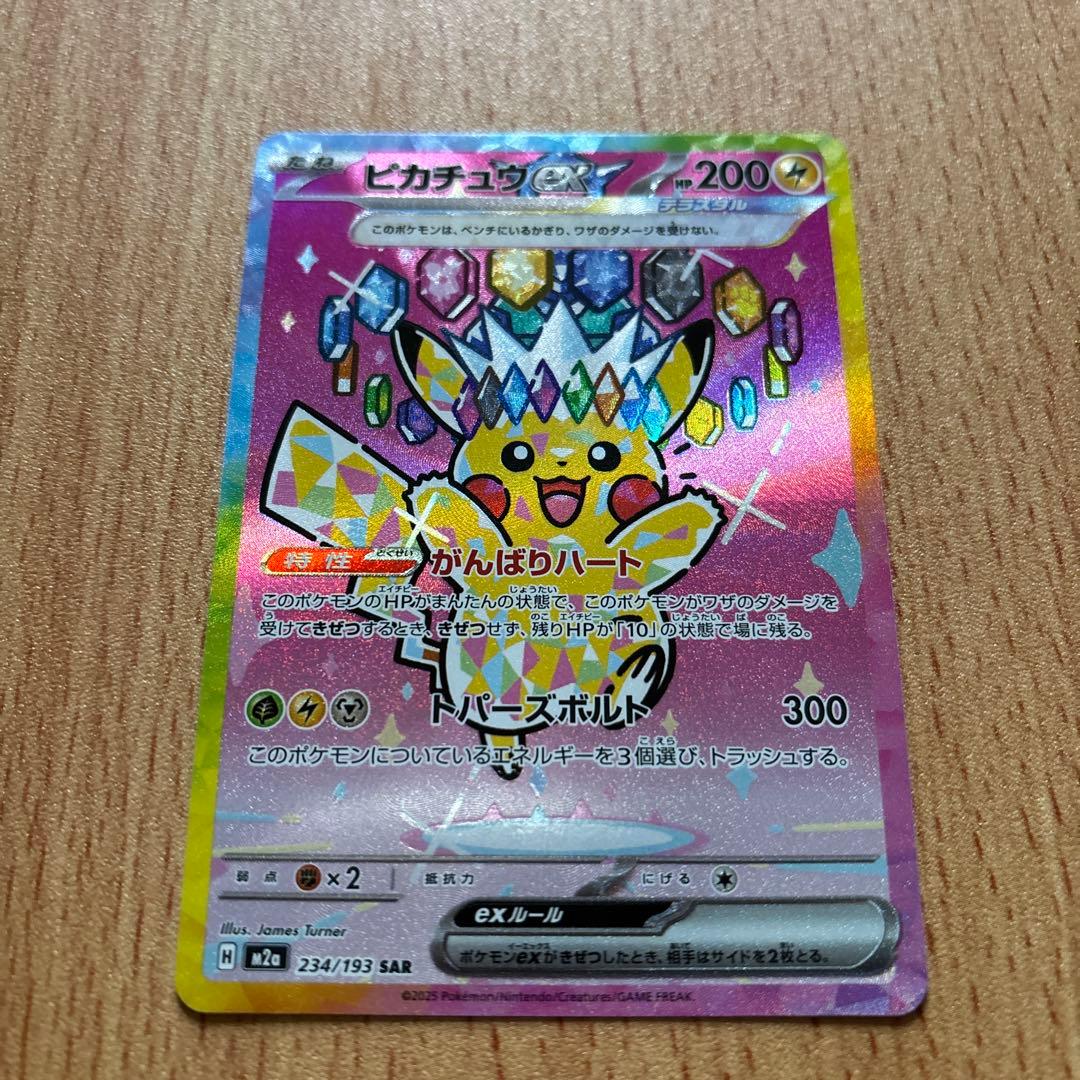 たね ピカチュウex HP 200
テラスタル
このポケモンは、ベンチにいるかぎり、ワザのダメージを受けない。
特性 とくせい がんばりハート
このポケモンのHPがまんたんの状態で、このポケモンがワザのダメージを
受けてきぜつするとき、きぜつせず、残りHPが「10」の状態で場に残る。
トパーズボルト 300
このポケモンについているエネルギーを3個選び、トラッシュする。
弱点 ×2 抵抗力 にげる
Illus. James Turner
exルール
ポケモンexがきぜつしたとき、相手はサイドを2枚とる。
H M2a 234/193 SAR
©2025 Pokémon/Nintendo/Creatures/GAME FREAK.